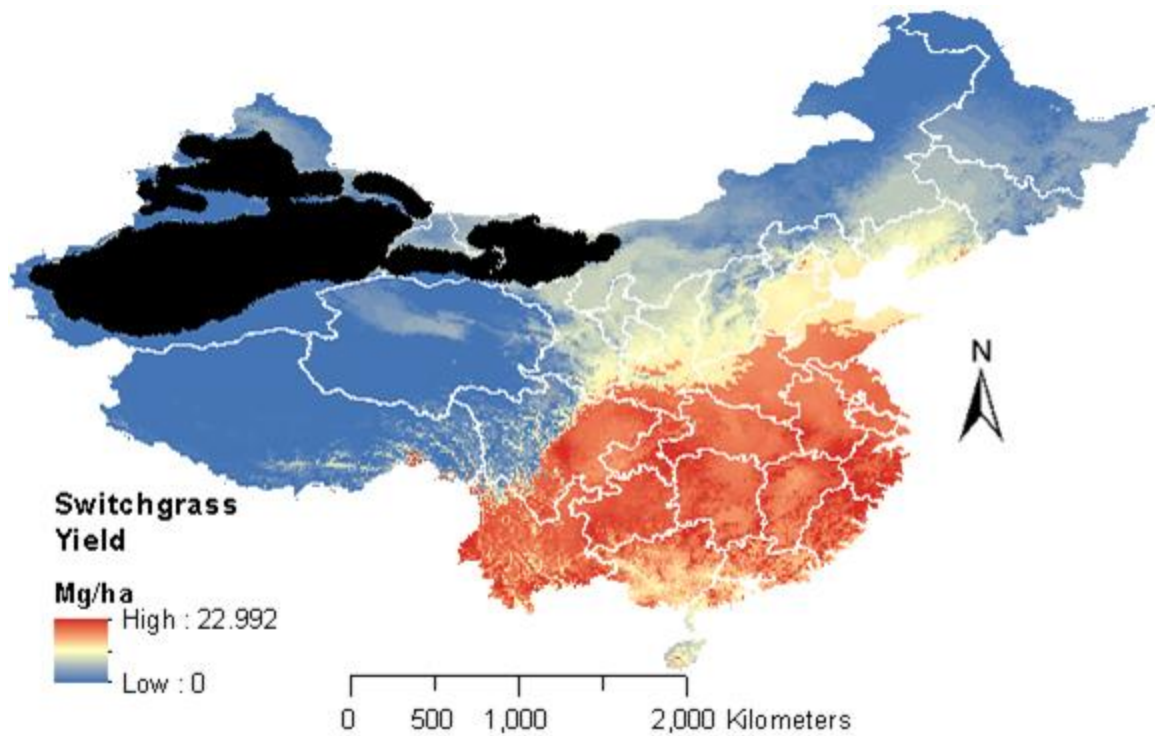 N
Switchgrass
Yield
Mg/ha
High : 22.992
Low : 0
0 500 1,000 2,000 Kilometers